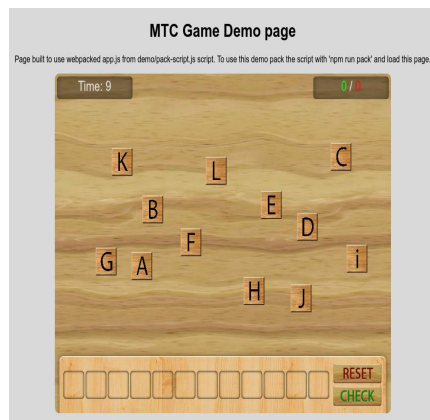 MTC Game Demo page
Page built to use webpacked app.js from demo/pack-script.js script. To use this demo pack the script with 'npm run pack' and load this page.
Time: 9
0 / 0
K
L
C
B
E
D
F
G
A
i
H
J
RESET
CHECK